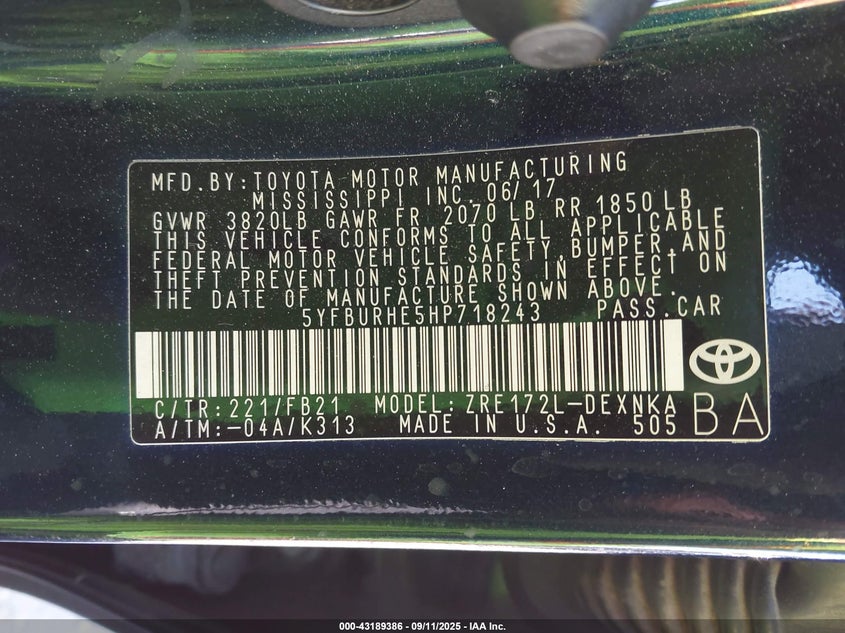 MFD.BY:TOYOTA MOTOR MANUFACTURING
MISSISSIPPI INC. 06/17
GVWR 3820LB GAWR FR 2070 LB RR 1850 LB
THIS VEHICLE CONFORMS TO ALL APPLICABLE
FEDERAL MOTOR VEHICLE SAFETY,BUMPER,AND
THEFT PREVENTION STANDARDS IN EFFECT ON
THE DATE OF MANUFACTURE SHOWN ABOVE.
5YFBURHE5HP718243 PASS.CAR
C/TR:221/FB21 MODEL:ZRE172L-DEXNKA
A/TM:-04A/K313 MADE IN U.S.A. 505 BA
000-43189386 - 09/11/2025 - IAA Inc.